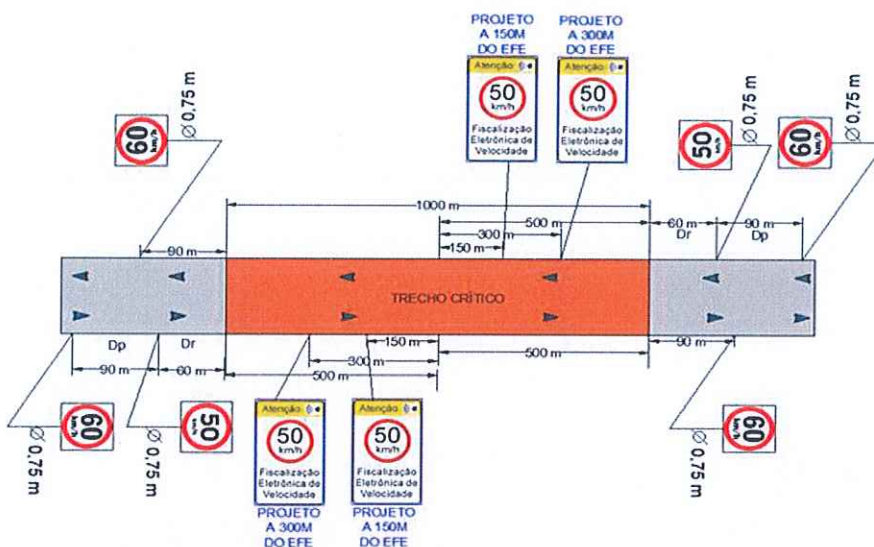 PROJETO
A 150M
DO EFE
PROJETO
A 300M
DO EFE
Atenção
50
km/h
Fiscalização
Eletrônica de
Velocidade
Atenção
50
km/h
Fiscalização
Eletrônica de
Velocidade
60
km/h
Ø 0,75 m
50
km/h
Ø 0,75 m
60
km/h
Ø 0,75 m
1000 m
500 m
60 m
90 m
Dr
Dp
300 m
150 m
90 m
TRECHO CRÍTICO
Dp
Dr
90 m
60 m
150 m
300 m
500 m
500 m
90 m
60
km/h
Ø 0,75 m
50
km/h
Ø 0,75 m
Atenção
50
km/h
Fiscalização
Eletrônica de
Velocidade
Atenção
50
km/h
Fiscalização
Eletrônica de
Velocidade
60
km/h
Ø 0,75 m
PROJETO
A 300M
DO EFE
PROJETO
A 150M
DO EFE